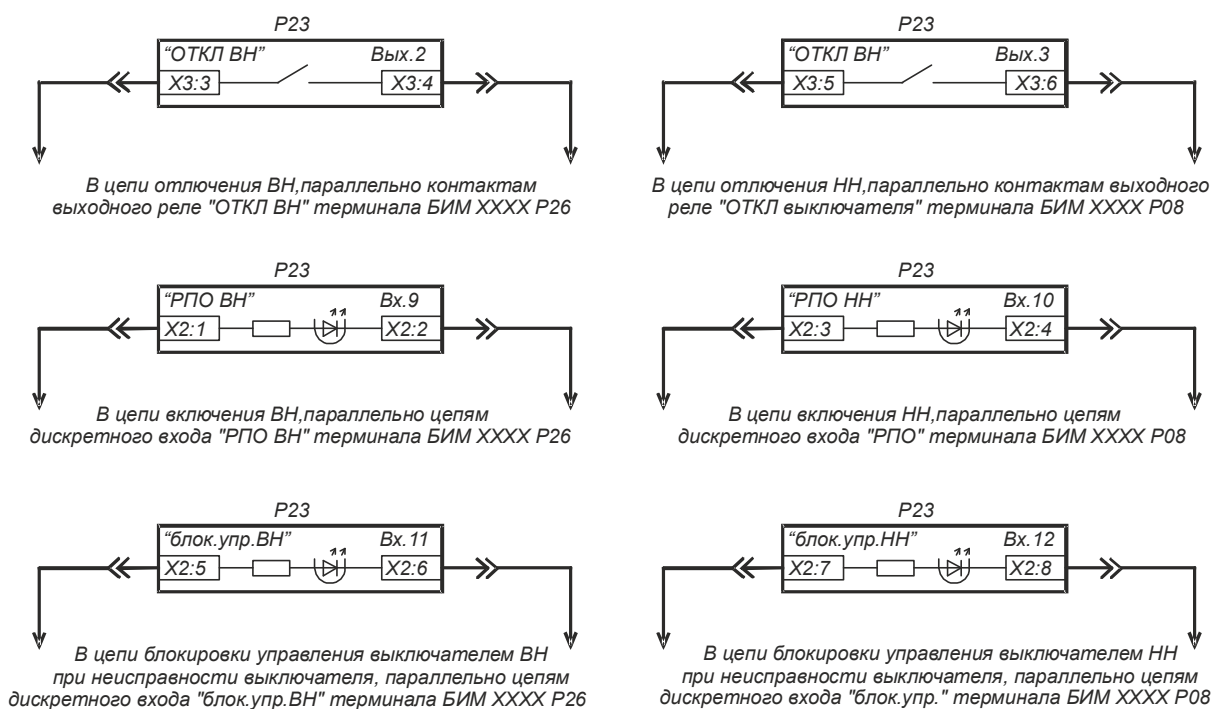 P23
“ОТКЛ ВН” Вых.2
X3:3 X3:4
В цепи отлючения ВН,параллельно контактам
выходного реле "ОТКЛ ВН" терминала БИМ XXXX P26
P23
“ОТКЛ ВН” Вых.3
X3:5 X3:6
В цепи отлючения НН,параллельно контактам выходного
реле "ОТКЛ выключателя" терминала БИМ XXXX P08
P23
“РПО ВН” Вх.9
X2:1 X2:2
В цепи включения ВН,параллельно цепям
дискретного входа "РПО ВН" терминала БИМ XXXX P26
P23
“РПО НН” Вх.10
X2:3 X2:4
В цепи включения НН,параллельно цепям
дискретного входа "РПО" терминала БИМ XXXX P08
P23
“блок.упр.ВН” Вх.11
X2:5 X2:6
В цепи блокировки управления выключателем ВН
при неисправности выключателя, параллельно цепям
дискретного входа "блок.упр.ВН" терминала БИМ XXXX P26
P23
“блок.упр.НН” Вх.12
X2:7 X2:8
В цепи блокировки управления выключателем НН
при неисправности выключателя, параллельно цепям
дискретного входа "блок.упр." терминала БИМ XXXX P08